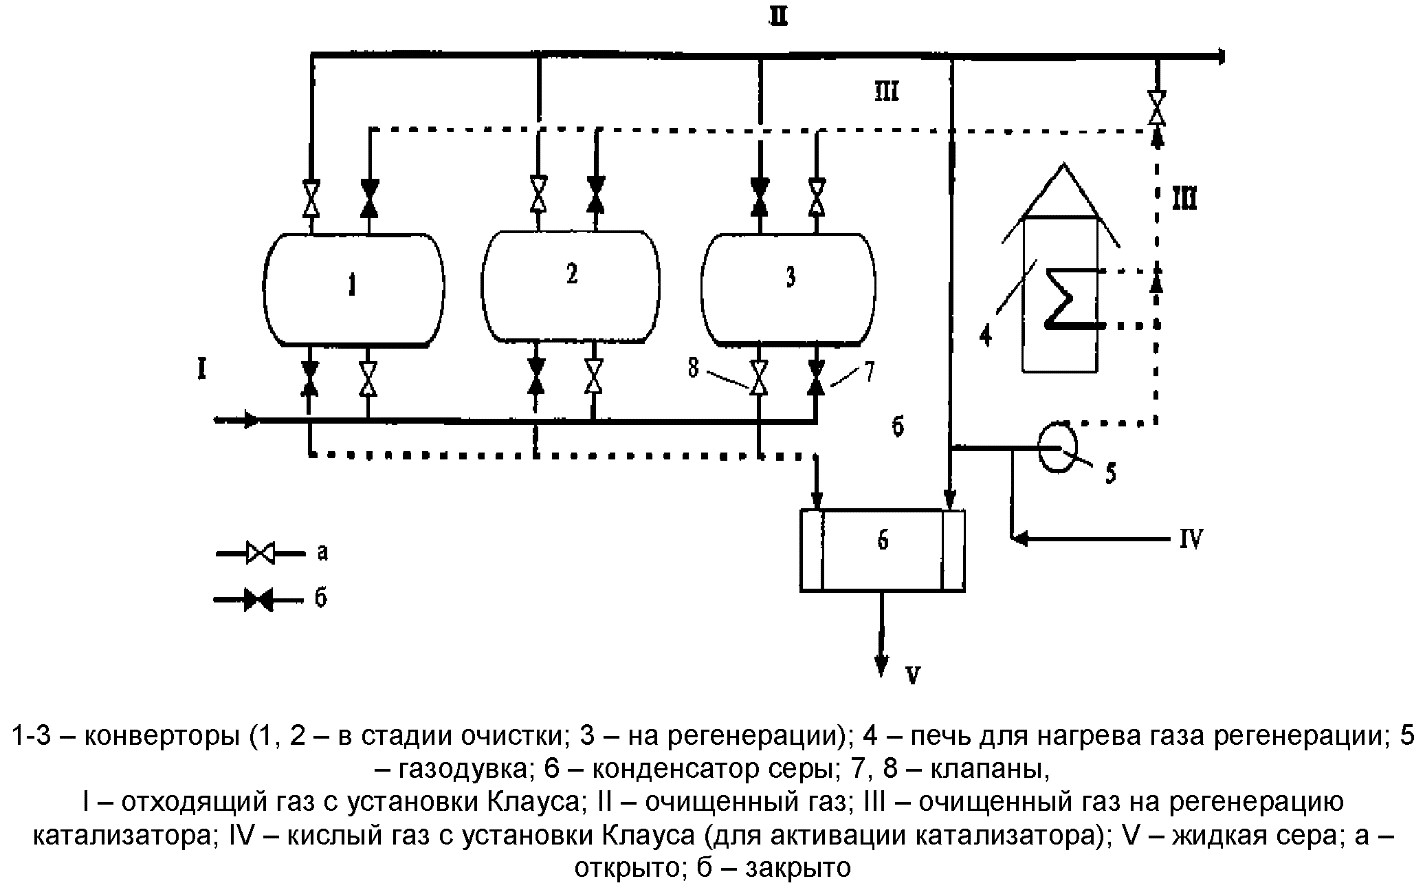 II
III
III
1
2
3
4
I
8
7
б
5
6
IV
а
б
V
1-3 – конверторы (1, 2 – в стадии очистки; 3 – на регенерации); 4 – печь для нагрева газа регенерации; 5
– газодувка; 6 – конденсатор серы; 7, 8 – клапаны,
I – отходящий газ с установки Клауса; II – очищенный газ; III – очищенный газ на регенерацию
катализатора; IV – кислый газ с установки Клауса (для активации катализатора); V – жидкая сера; а –
открыто; б – закрыто